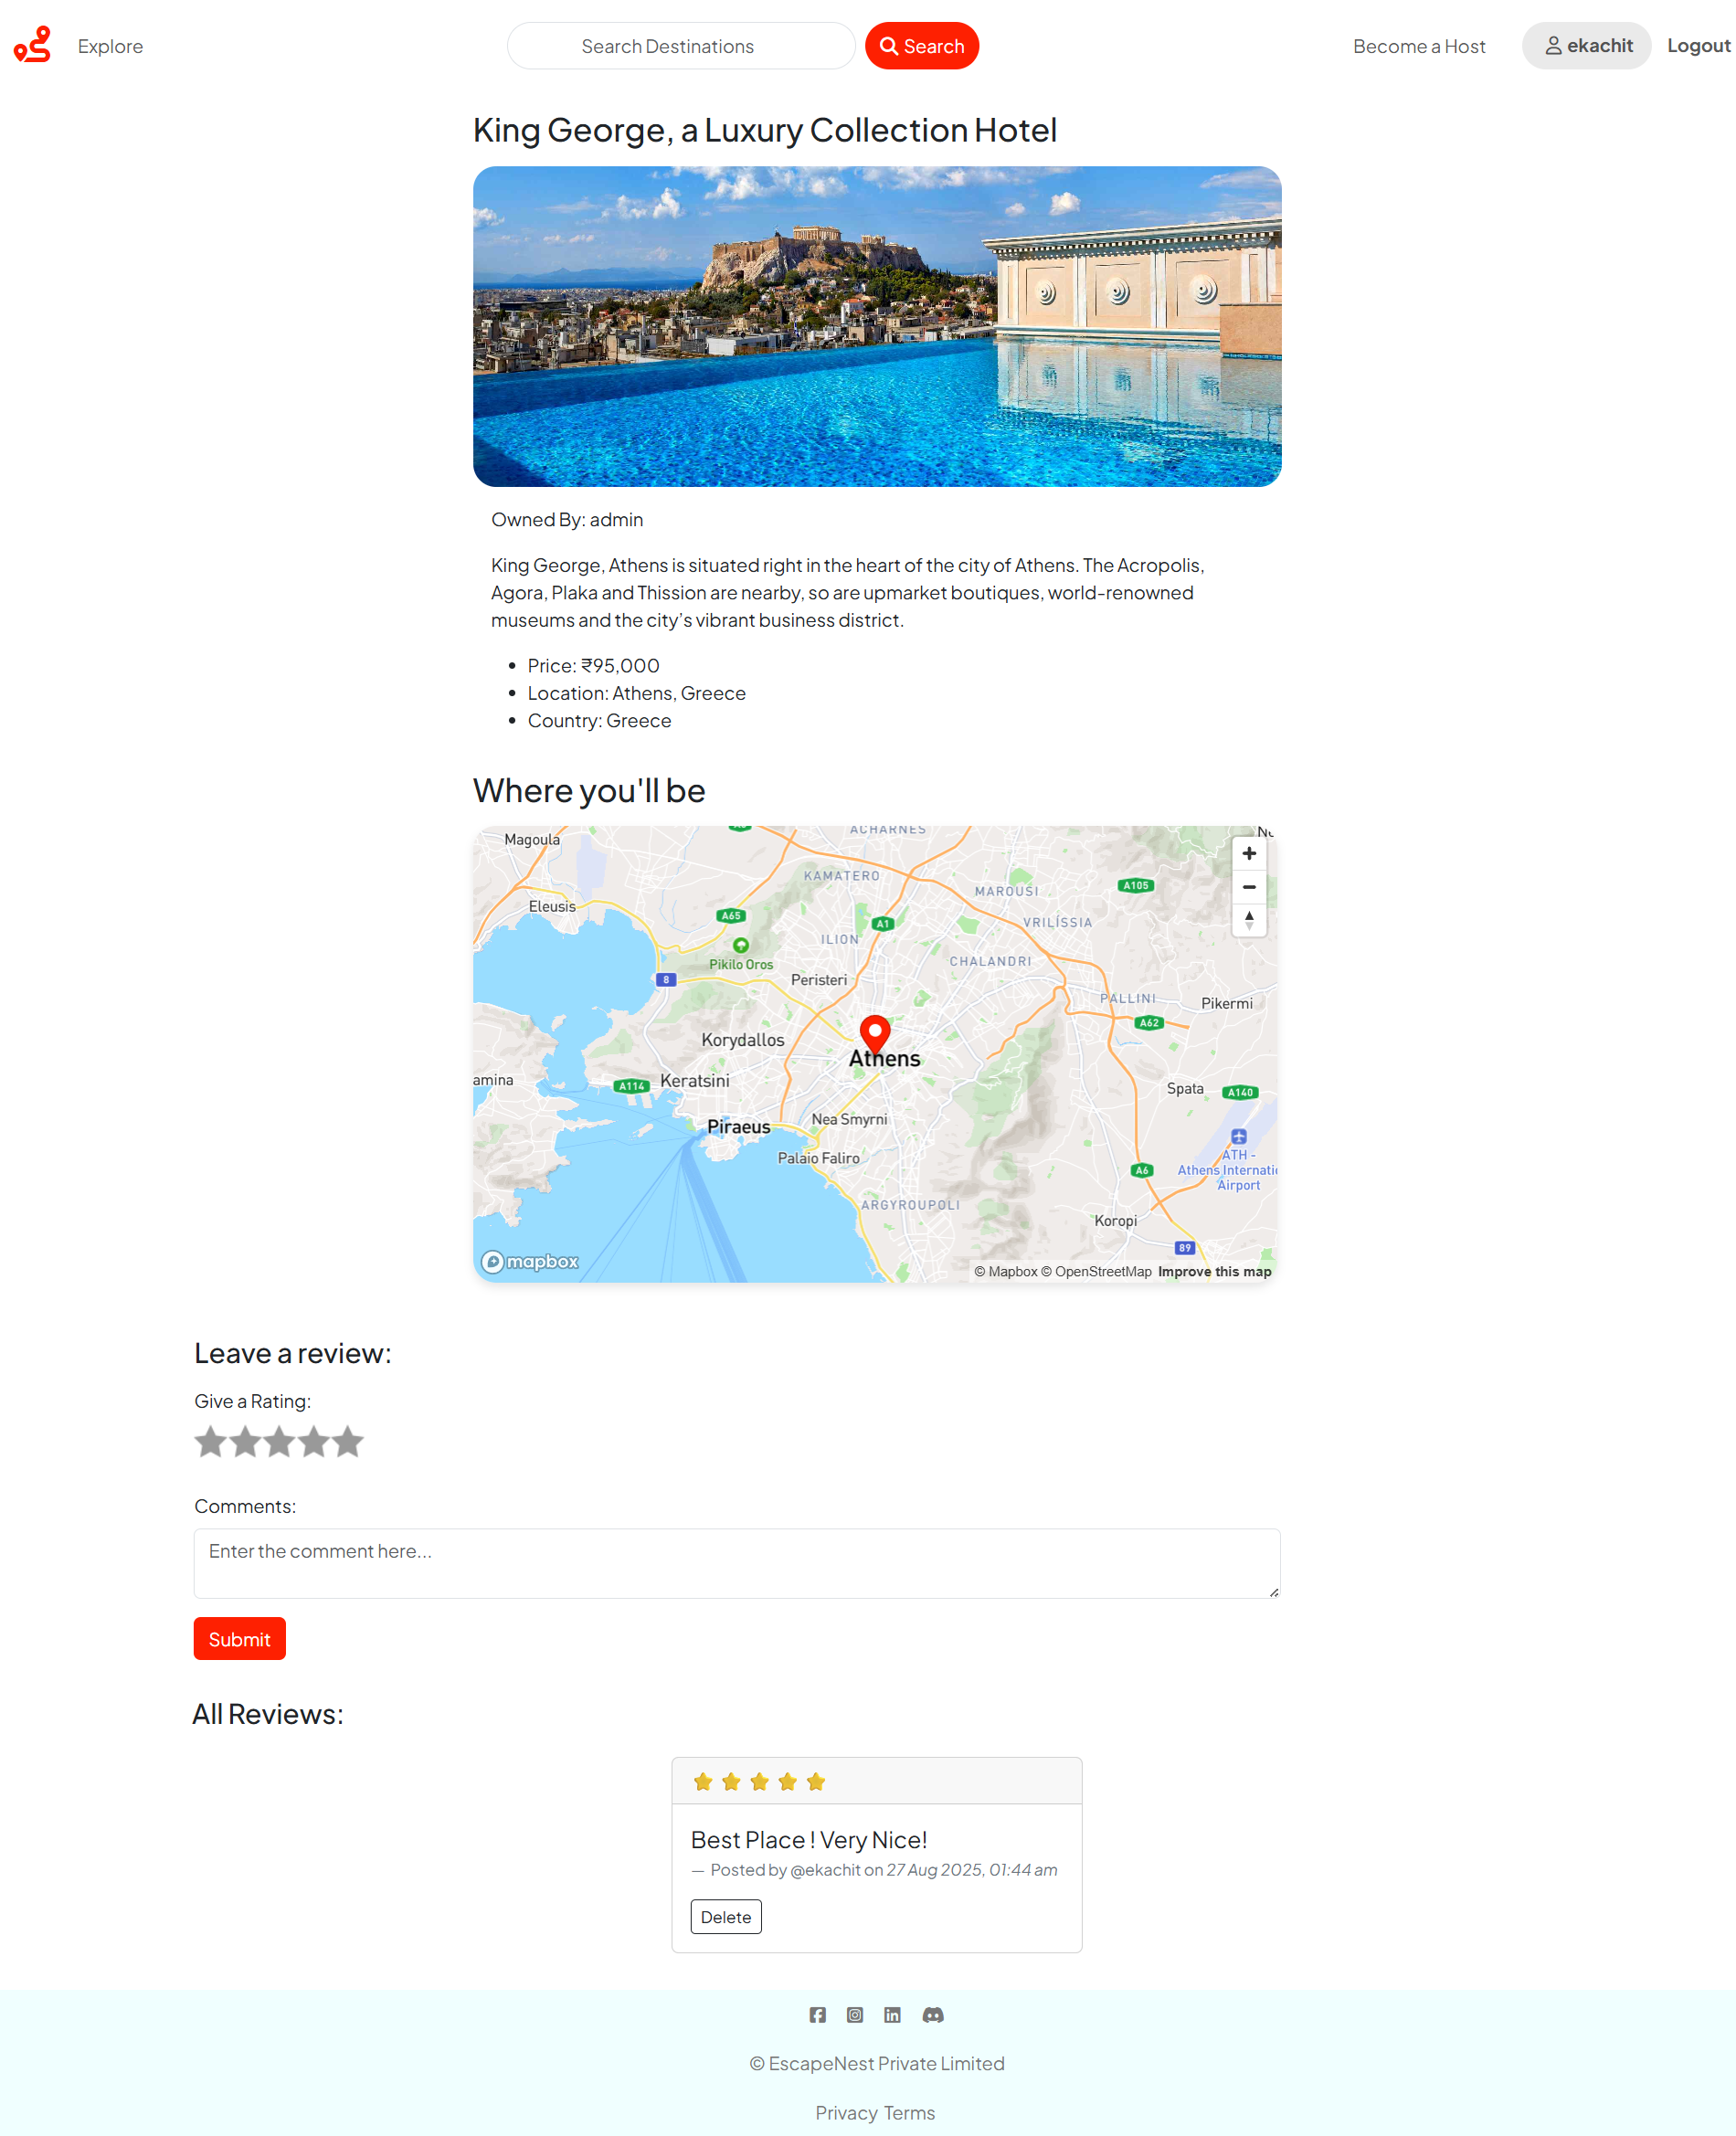 Explore
Search Destinations
Search
Become a Host
ekachit
Logout
King George, a Luxury Collection Hotel
Owned By: admin
King George, Athens is situated right in the heart of the city of Athens. The Acropolis,
Agora, Plaka and Thission are nearby, so are upmarket boutiques, world-renowned
museums and the city’s vibrant business district.
Price: ₹95,000
Location: Athens, Greece
Country: Greece
Where you'll be
ACHARNES
Magoula
KAMATERO
MAROUSI
A105
Eleusis
A65
A1
VRILÍSSIA
ILION
Pikilo Oros
CHALANDRI
8
Peristeri
PALLINI
Pikermi
A62
Korydallos
Athens
amina
A114
Keratsini
Spata
A140
Piraeus
Nea Smyrni
Palaio Faliro
ATH -
Athens Internatic
Airport
A6
ARGYROUPOLI
Koropi
89
mapbox
© Mapbox © OpenStreetMap Improve this map
Leave a review:
Give a Rating:
Comments:
Enter the comment here...
Submit
All Reviews:
Best Place ! Very Nice!
— Posted by @ekachit on 27 Aug 2025, 01:44 am
Delete
© EscapeNest Private Limited
Privacy Terms